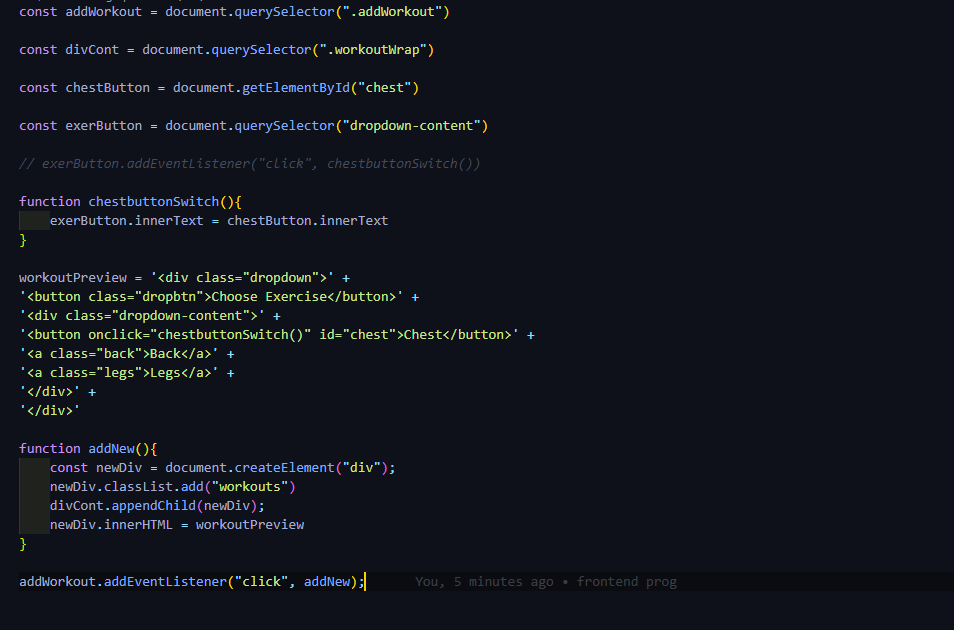 const addWorkout = document.querySelector(".addWorkout")
const divCont = document.querySelector(".workoutWrap")
const chestButton = document.getElementById("chest")
const exerButton = document.querySelector("dropdown-content")
// exerButton.addEventListener("click", chestbuttonSwitch())
function chestbuttonSwitch(){
exerButton.innerText = chestButton.innerText
}
workoutPreview = '<div class="dropdown">' +
'<button class="dropbtn">Choose Exercise</button>' +
'<div class="dropdown-content">' +
'<button onclick="chestbuttonSwitch()" id="chest">Chest</button>' +
'<a class="back">Back</a>' +
'<a class="legs">Legs</a>' +
'</div>' +
'</div>'
function addNew(){
const newDiv = document.createElement("div");
newDiv.classList.add("workouts")
divCont.appendChild(newDiv);
newDiv.innerHTML = workoutPreview
}
addWorkout.addEventListener("click", addNew); You, 5 minutes ago • frontend prog